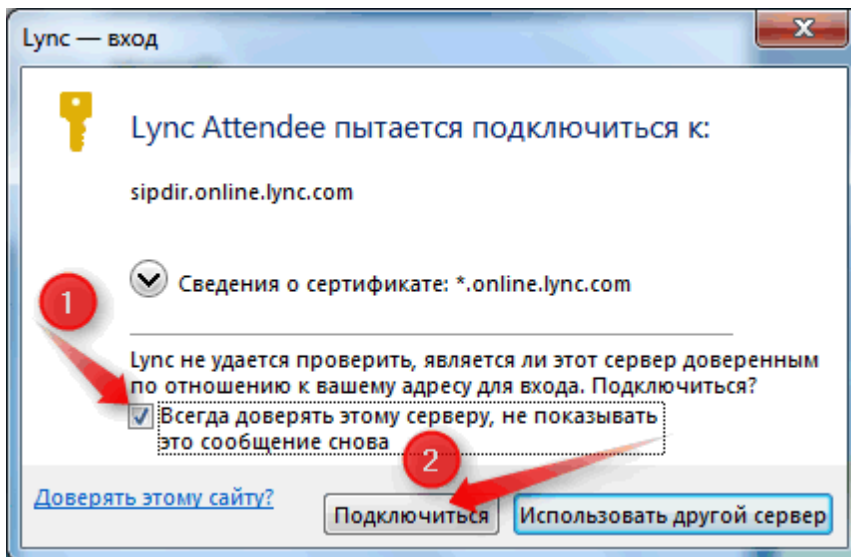 Lync — вход
Lync Attendee пытается подключиться к:
sipdir.online.lync.com
Сведения о сертификате: *.online.lync.com
1
Lync не удается проверить, является ли этот сервер доверенным
по отношению к вашему адресу для входа. Подключиться?
Всегда доверять этому серверу, не показывать
это сообщение снова
2
Доверять этому сайту?
Подключиться
Использовать другой сервер